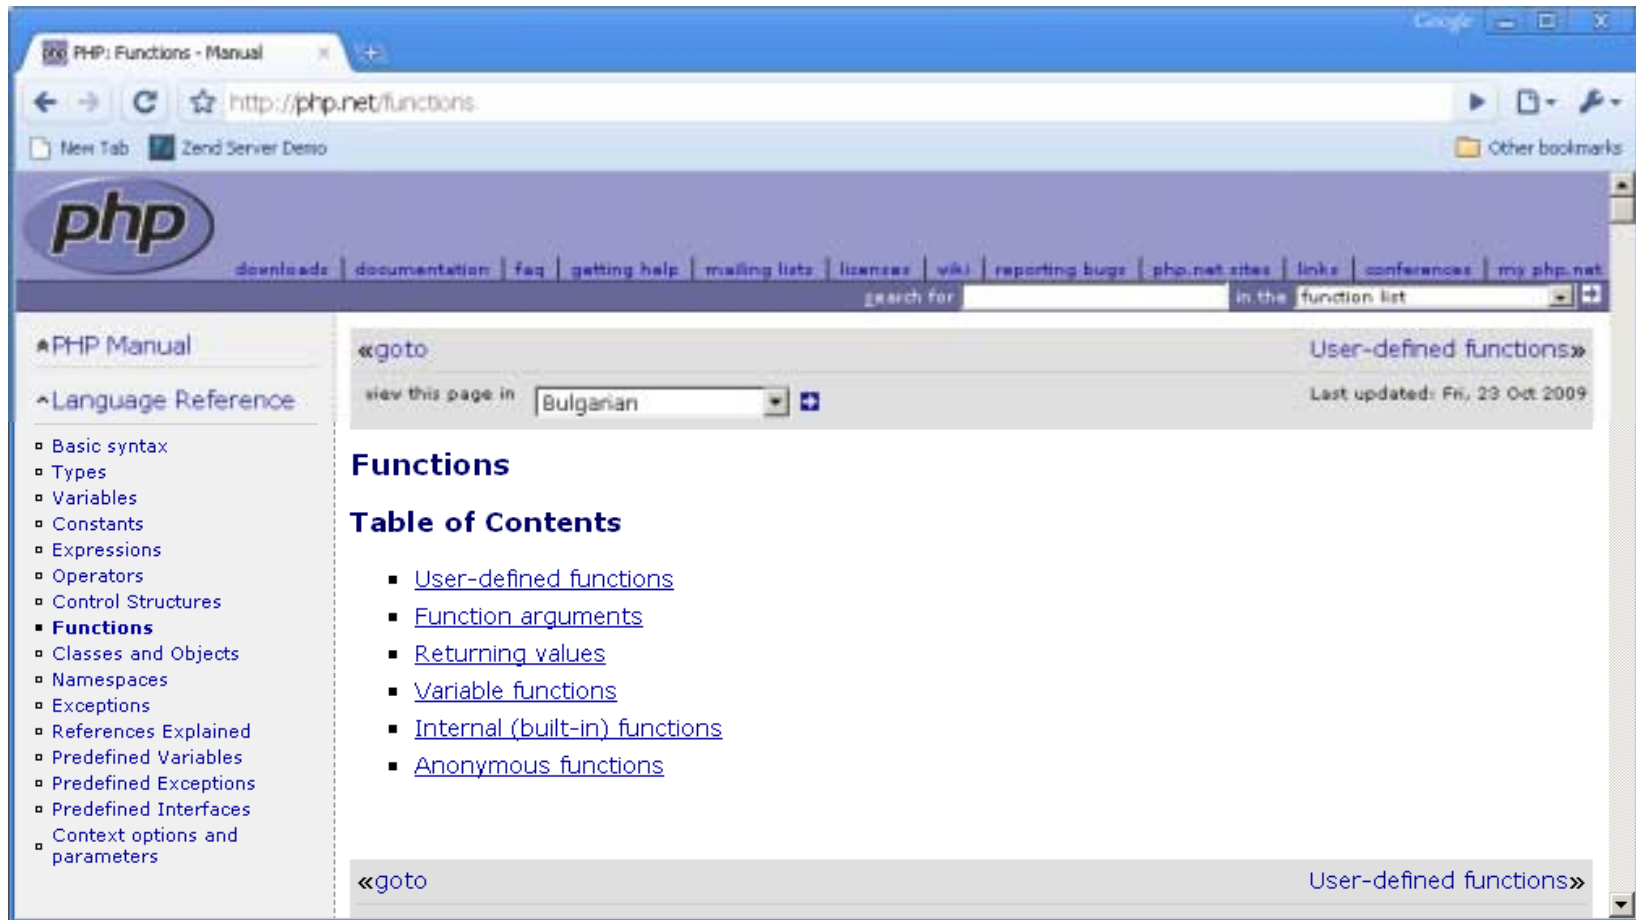 Google
php PHP: Functions - Manual
http://php.net/functions
New Tab Zend Server Demo Other bookmarks
php
downloads | documentation | faq | getting help | mailing lists | licenses | wiki | reporting bugs | php.net sites | links | conferences | my php.net
search for in the function list
PHP Manual
Language Reference
Basic syntax
Types
Variables
Constants
Expressions
Operators
Control Structures
Functions
Classes and Objects
Namespaces
Exceptions
References Explained
Predefined Variables
Predefined Exceptions
Predefined Interfaces
Context options and
parameters
«goto User-defined functions»
view this page in Bulgarian Last updated: Fri, 23 Oct 2009
Functions
Table of Contents
User-defined functions
Function arguments
Returning values
Variable functions
Internal (built-in) functions
Anonymous functions
«goto User-defined functions»